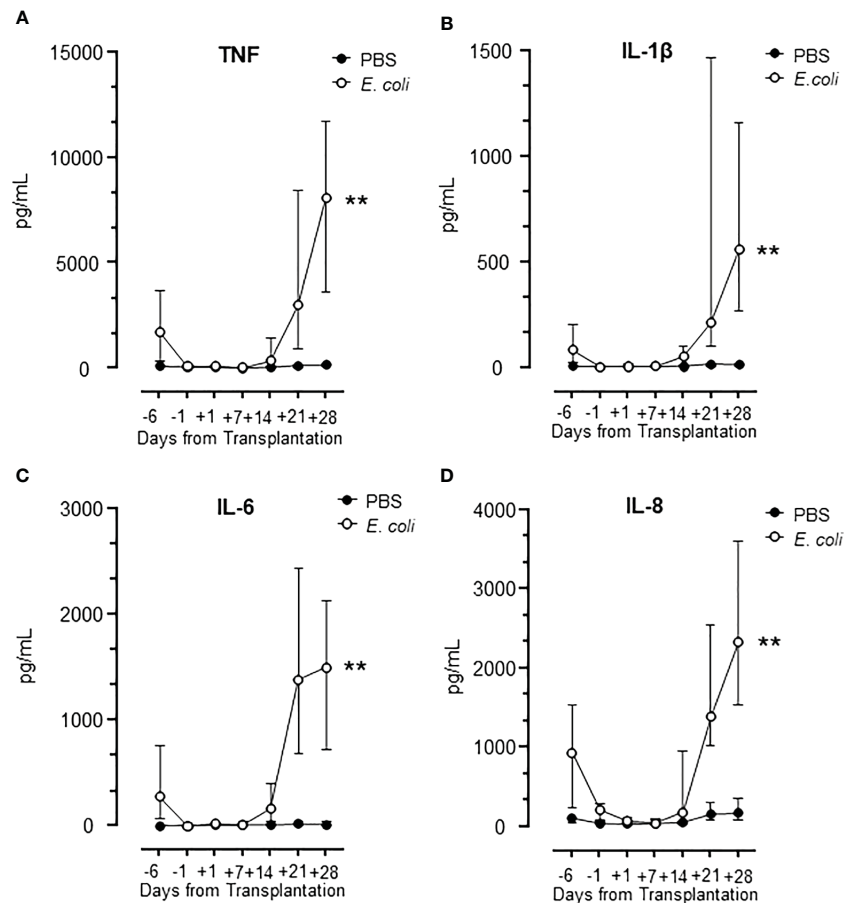 A
TNF
PBS
E. coli
15000
10000
5000
0
pg/mL
**
-6 -1 +1 +7 +14 +21 +28
Days from Transplantation
B
IL-1β
PBS
E.coli
1500
1000
500
0
pg/mL
**
-6 -1 +1 +7 +14 +21 +28
Days from Transplantation
C
IL-6
PBS
E. coli
3000
2000
1000
0
pg/mL
**
-6 -1 +1 +7 +14 +21 +28
Days from Transplantation
D
IL-8
PBS
E. coli
4000
3000
2000
1000
0
pg/mL
**
-6 -1 +1 +7 +14 +21 +28
Days from Transplantation